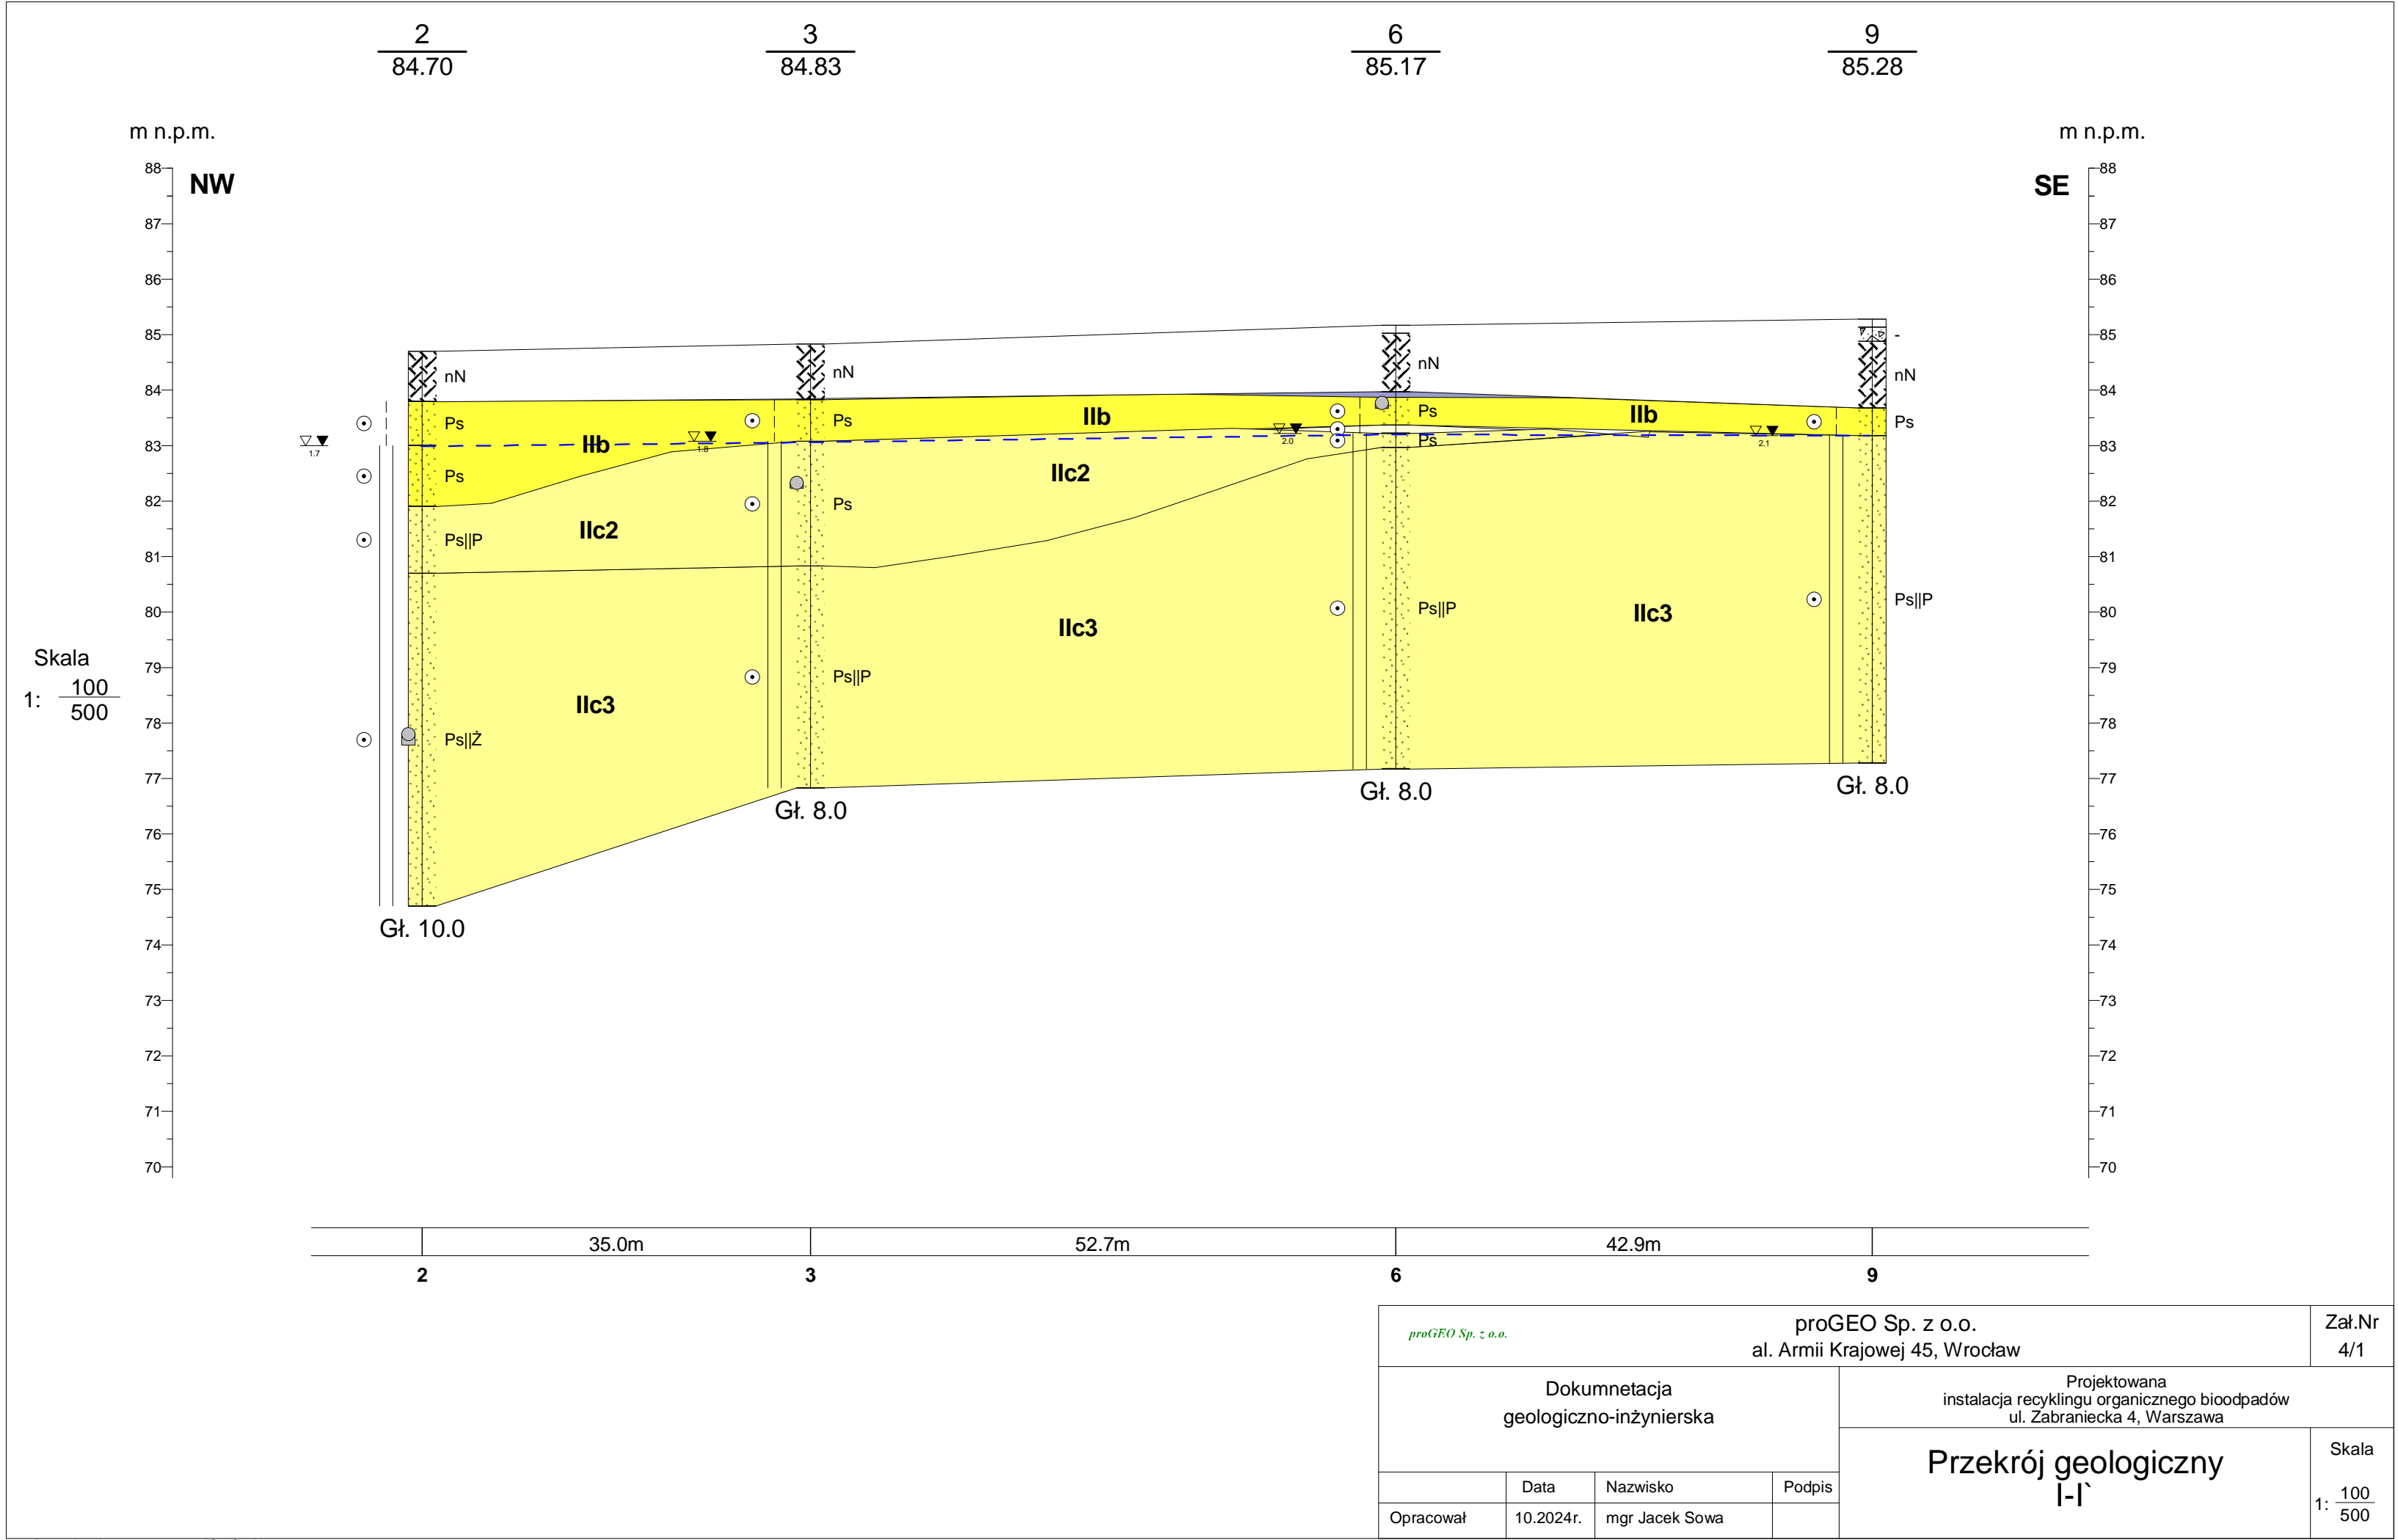 2
84.70
3
84.83
6
85.17
9
85.28
m n.p.m.
m n.p.m.
NW
SE
88
87
86
85
84
83
82
81
80
79
78
77
76
75
74
73
72
71
70
88
87
86
85
84
83
82
81
80
79
78
77
76
75
74
73
72
71
70
Skala
1: 100
500
nN
Ps
Ps
Ps||P
Ps||Ż
1.7
Gł. 10.0
IIb
IIc2
IIc3
nN
Ps
Ps
Ps||P
1.8
Gł. 8.0
IIb
IIc2
IIc3
nN
Ps
Ps
Ps||P
2.0
Gł. 8.0
IIb
IIc3
-
nN
Ps
Ps||P
2.1
Gł. 8.0
35.0m
52.7m
42.9m
2
3
6
9
proGEO Sp. z o.o.
proGEO Sp. z o.o.
al. Armii Krajowej 45, Wrocław
Zał.Nr
4/1
Dokumnetacja
geologiczno-inżynierska
Projektowana
instalacja recyklingu organicznego bioodpadów
ul. Zabraniecka 4, Warszawa
Przekrój geologiczny
I-I`
Skala
1: 100
500
Data
Nazwisko
Podpis
Opracował
10.2024r.
mgr Jacek Sowa